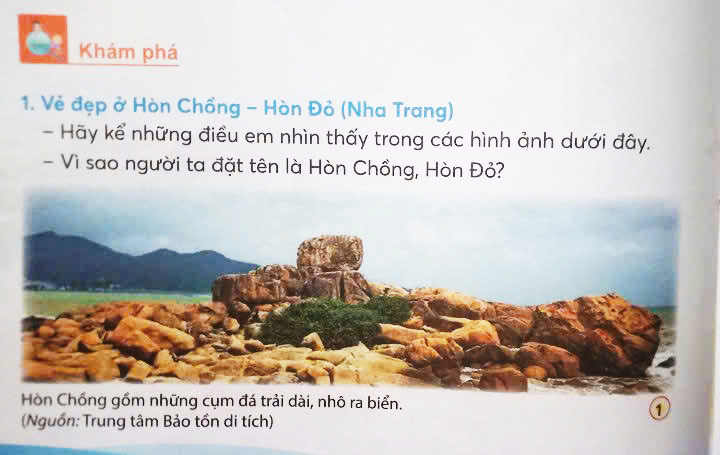 Khám phá
1. Vẻ đẹp ở Hòn Chồng – Hòn Đỏ (Nha Trang)
– Hãy kể những điều em nhìn thấy trong các hình ảnh dưới đây.
– Vì sao người ta đặt tên là Hòn Chồng, Hòn Đỏ?
Hòn Chồng gồm những cụm đá trải dài, nhô ra biển.
(Nguồn: Trung tâm Bảo tồn di tích)
1